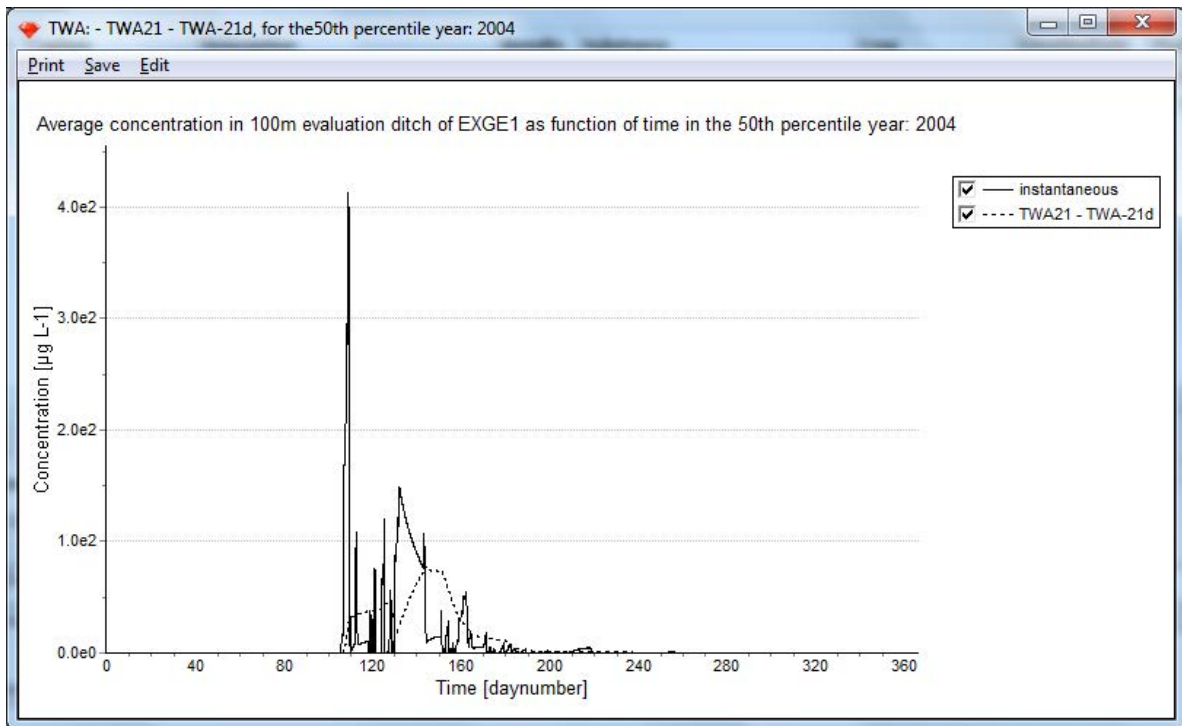 TWA: - TWA21 - TWA-21d, for the50th percentile year: 2004
Print Save Edit
Average concentration in 100m evaluation ditch of EXGE1 as function of time in the 50th percentile year: 2004
instantaneous
TWA21 - TWA-21d
Concentration [µg L-1]
4.0e2
3.0e2
2.0e2
1.0e2
0.0e0
0 40 80 120 160 200 240 280 320 360
Time [daynumber]